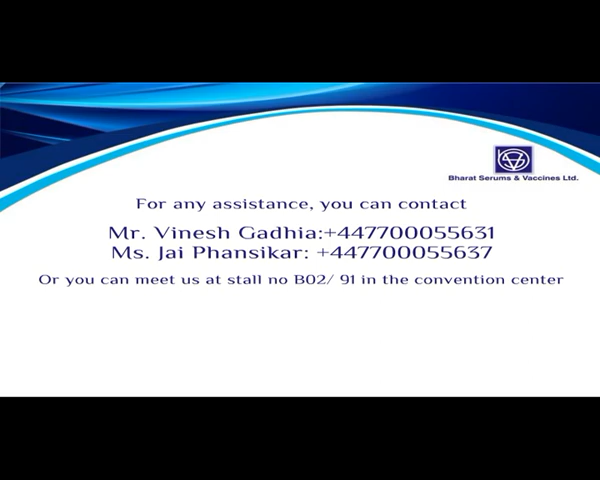 Bharat Serums & Vaccines Ltd.
For any assistance, you can contact
Mr. Vinesh Gadhia:+447700055631
Ms. Jai Phansikar: +447700055637
Or you can meet us at stall no B02/ 91 in the convention center